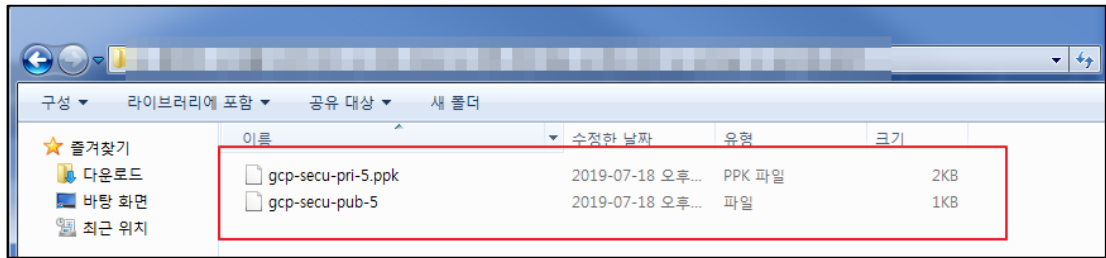 구성 라이브러리에 포함 공유 대상 새 폴더
즐겨찾기
다운로드
바탕 화면
최근 위치
이름 수정한 날짜 유형 크기
gcp-secu-pri-5.ppk 2019-07-18 오후... PPK 파일 2KB
gcp-secu-pub-5 2019-07-18 오후... 파일 1KB